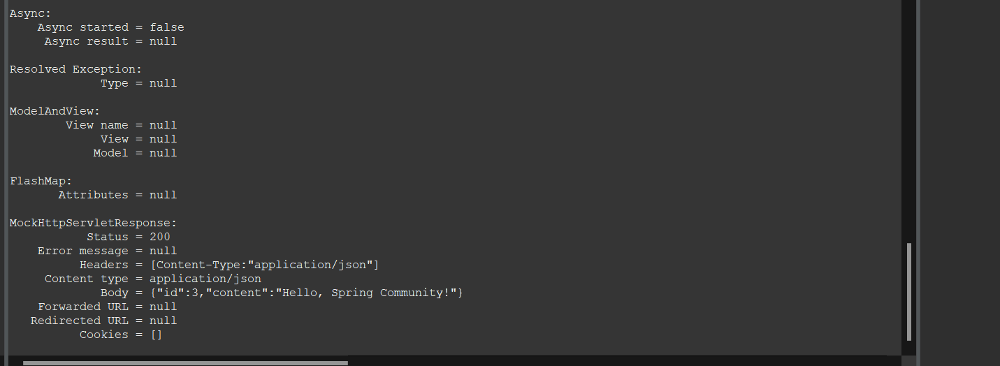 Async:
Async started = false
Async result = null
Resolved Exception:
Type = null
ModelAndView:
View name = null
View = null
Model = null
FlashMap:
Attributes = null
MockHttpServletResponse:
Status = 200
Error message = null
Headers = [Content-Type:"application/json"]
Content type = application/json
Body = {"id":3,"content":"Hello, Spring Community!"}
Forwarded URL = null
Redirected URL = null
Cookies = []